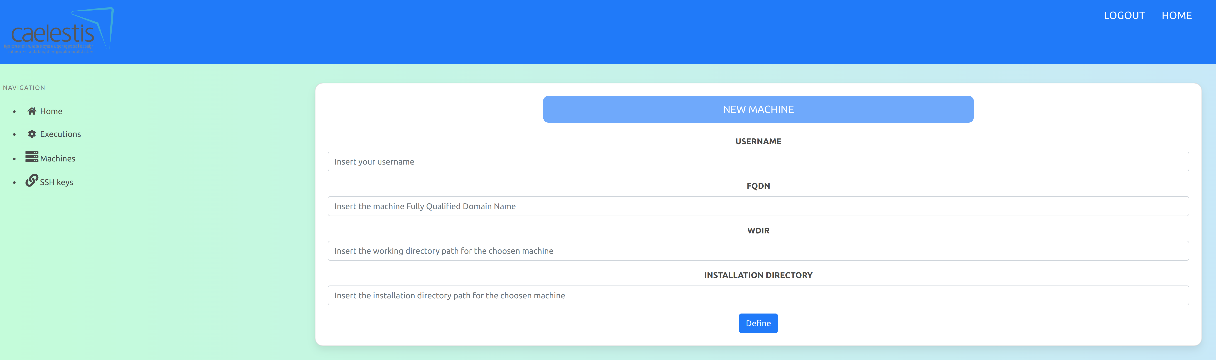 caelestis
LOGOUT HOME
NAVIGATION
Home
Executions
Machines
SSH keys
NEW MACHINE
USERNAME
Insert your username
FQDN
Insert the machine Fully Qualified Domain Name
WDIR
Insert the working directory path for the choosen machine
INSTALLATION DIRECTORY
Insert the installation directory path for the choosen machine
Define